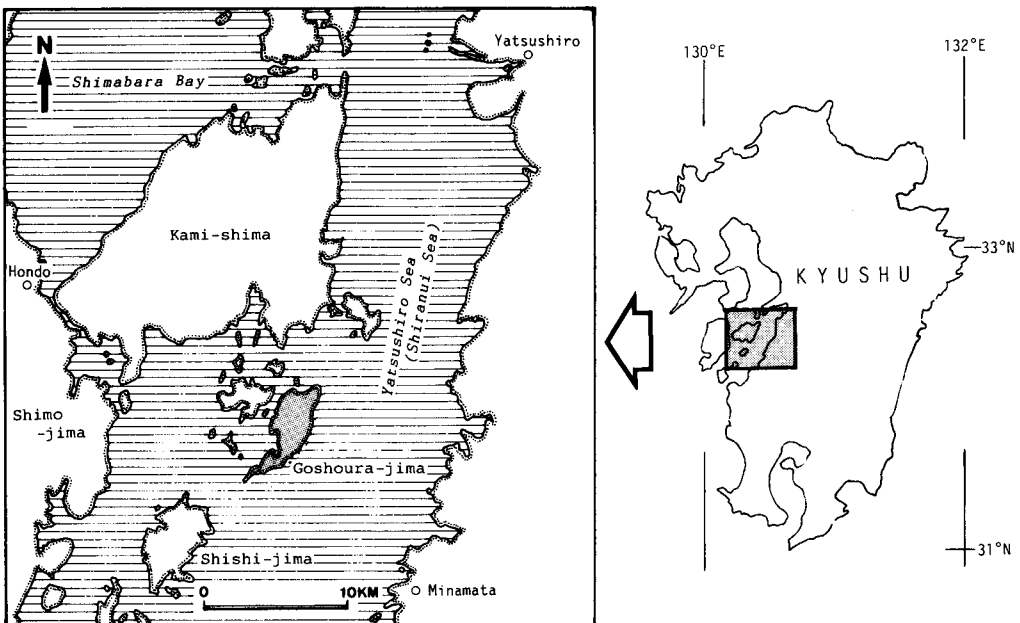 N
Yatsushiro
Shimabara Bay
Kami-shima
Hondo
Yatsushiro Sea
(Shiranui Sea)
Shimo
-jima
Goshoura-jima
Shishi-jima
0 10KM
Minamata
130°E
132°E
33°N
KYUSHU
31°N